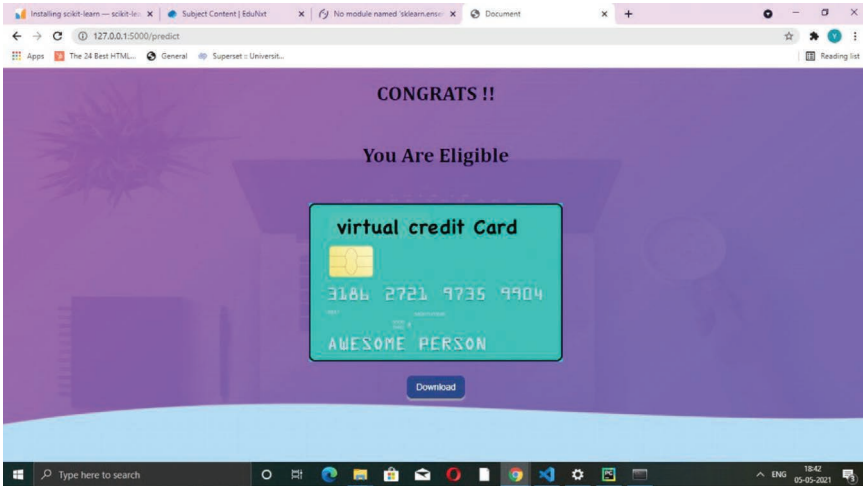 Installing scikit-learn — scikit-le
Subject Content | EduNxt
No module named 'sklearn.ense
Document
127.0.0.1:5000/predict
Apps
The 24 Best HTML...
General
Superset :: Universit...
Reading list
CONGRATS !!
You Are Eligible
virtual credit Card
3186 2721 9735 9904
AWESOME PERSON
Download
Type here to search
ENG
18:42
05-05-2021